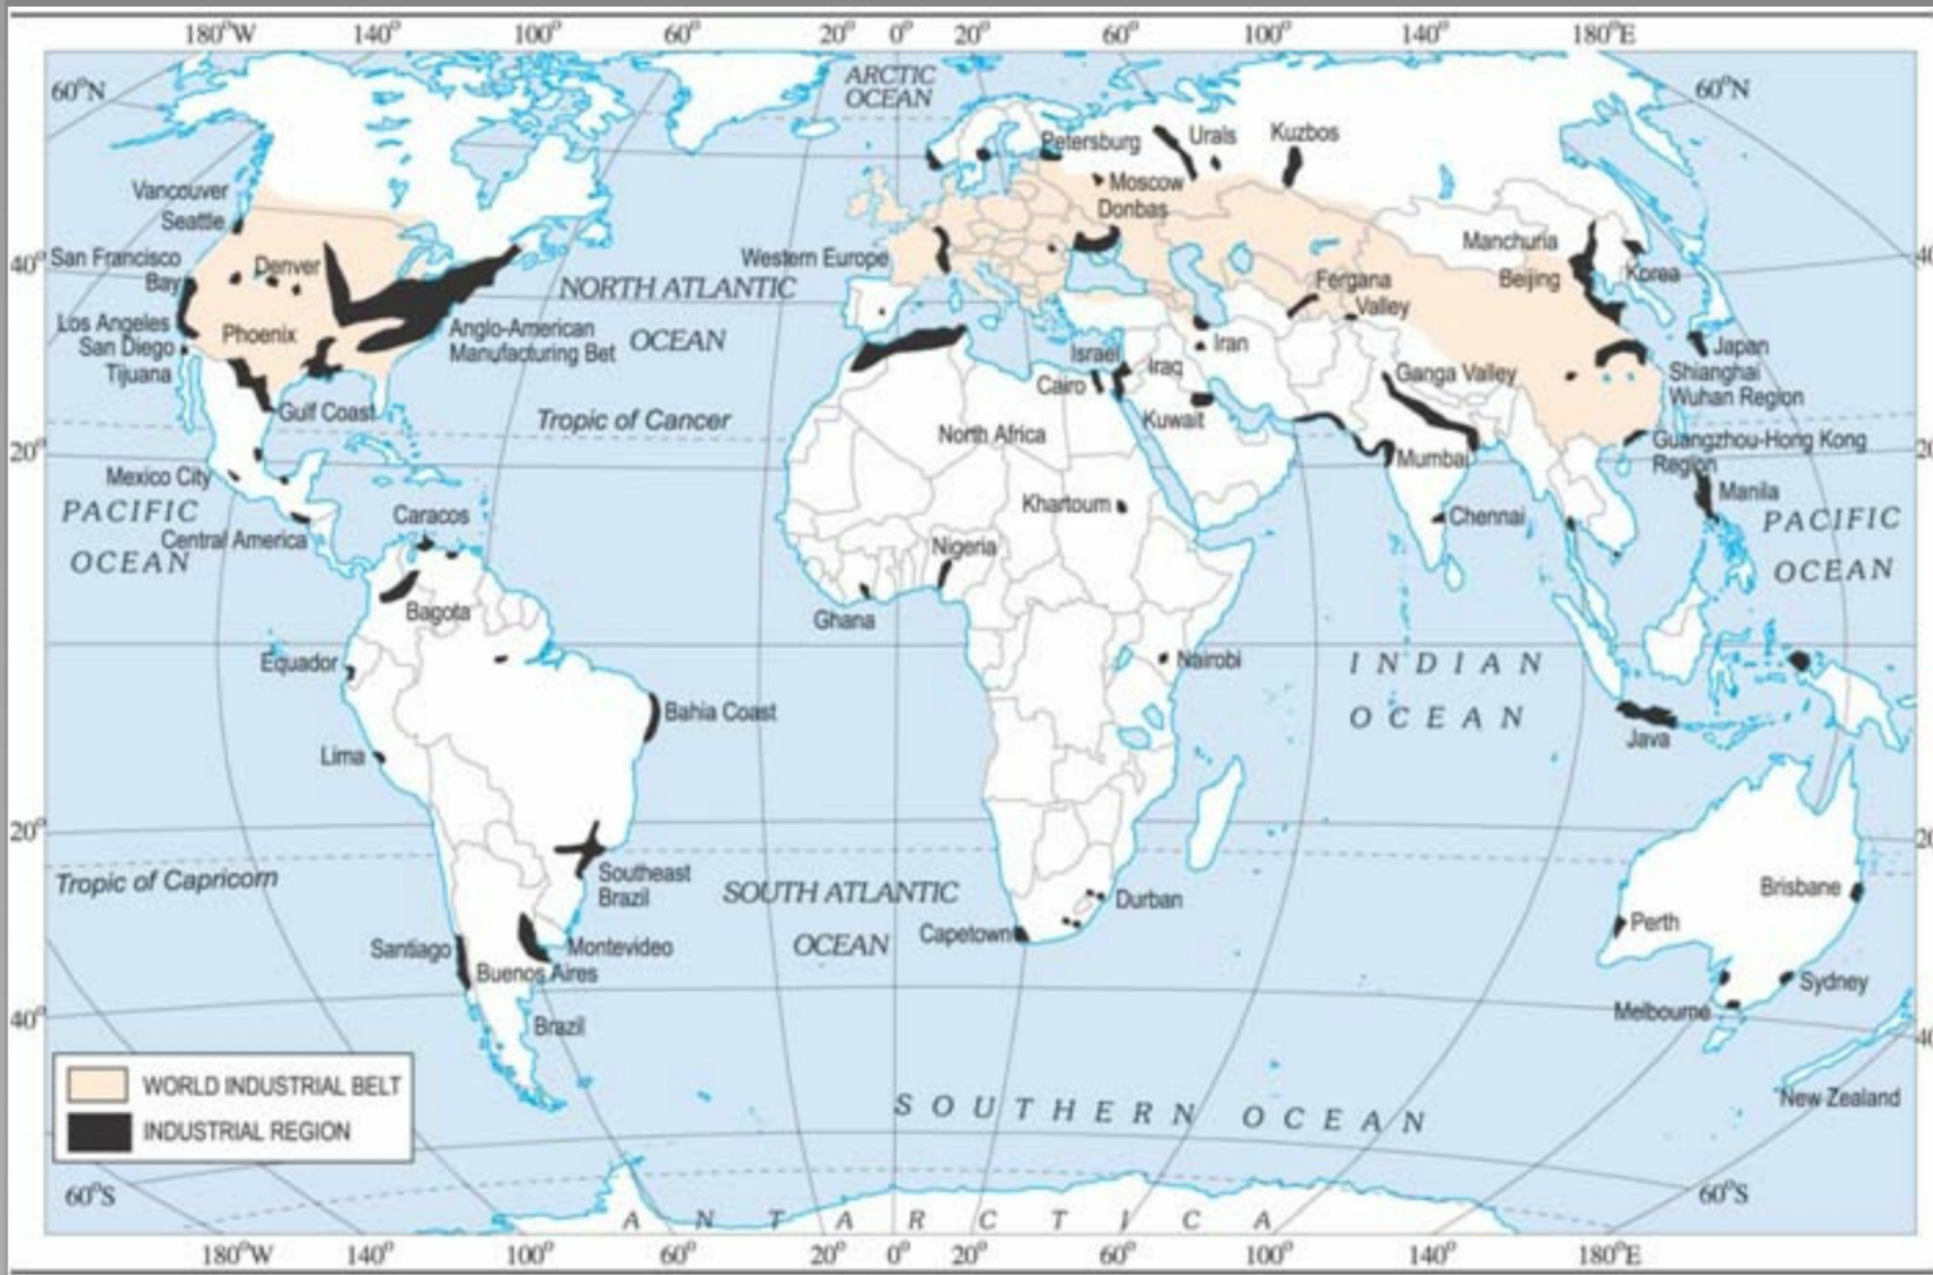 180°W 140° 100° 60° 20° 0° 20° 60° 100° 140° 180°E
60°N
ARCTIC
OCEAN
60°N
Petersburg
Urals
Kuzbos
Moscow
Donbas
Vancouver
Seattle
San Francisco
Bay
Denver
Los Angeles
San Diego
Tijuana
Phoenix
Gulf Coast
Anglo-American
Manufacturing Bet
NORTH ATLANTIC
OCEAN
Western Europe
Manchuria
Beijing
Korea
Fergana
Valley
Japan
Shianghai
Wuhan Region
Israel
Iraq
Iran
Cairo
Kuwait
Ganga Valley
40°
40
Tropic of Cancer
North Africa
Mumbai
Guangzhou-Hong Kong
Region
20°
20
Mexico City
PACIFIC
OCEAN
Central America
Caracos
Khartoum
Chennai
Manila
PACIFIC
OCEAN
Nigeria
Ghana
Bagota
Equador
Nairobi
INDIAN
OCEAN
Bahia Coast
Java
Lima
20°
20
Tropic of Capricorn
Southeast
Brazil
SOUTH ATLANTIC
OCEAN
Durban
Capetown
Brisbane
Perth
Santiago
Montevideo
Buenos Aires
Sydney
Melbourne
40°
40
Brazil
WORLD INDUSTRIAL BELT
INDUSTRIAL REGION
SOUTHERN OCEAN
New Zealand
60°S
60°S
ANTARCTICA
180°W 140° 100° 60° 20° 0° 20° 60° 100° 140° 180°E